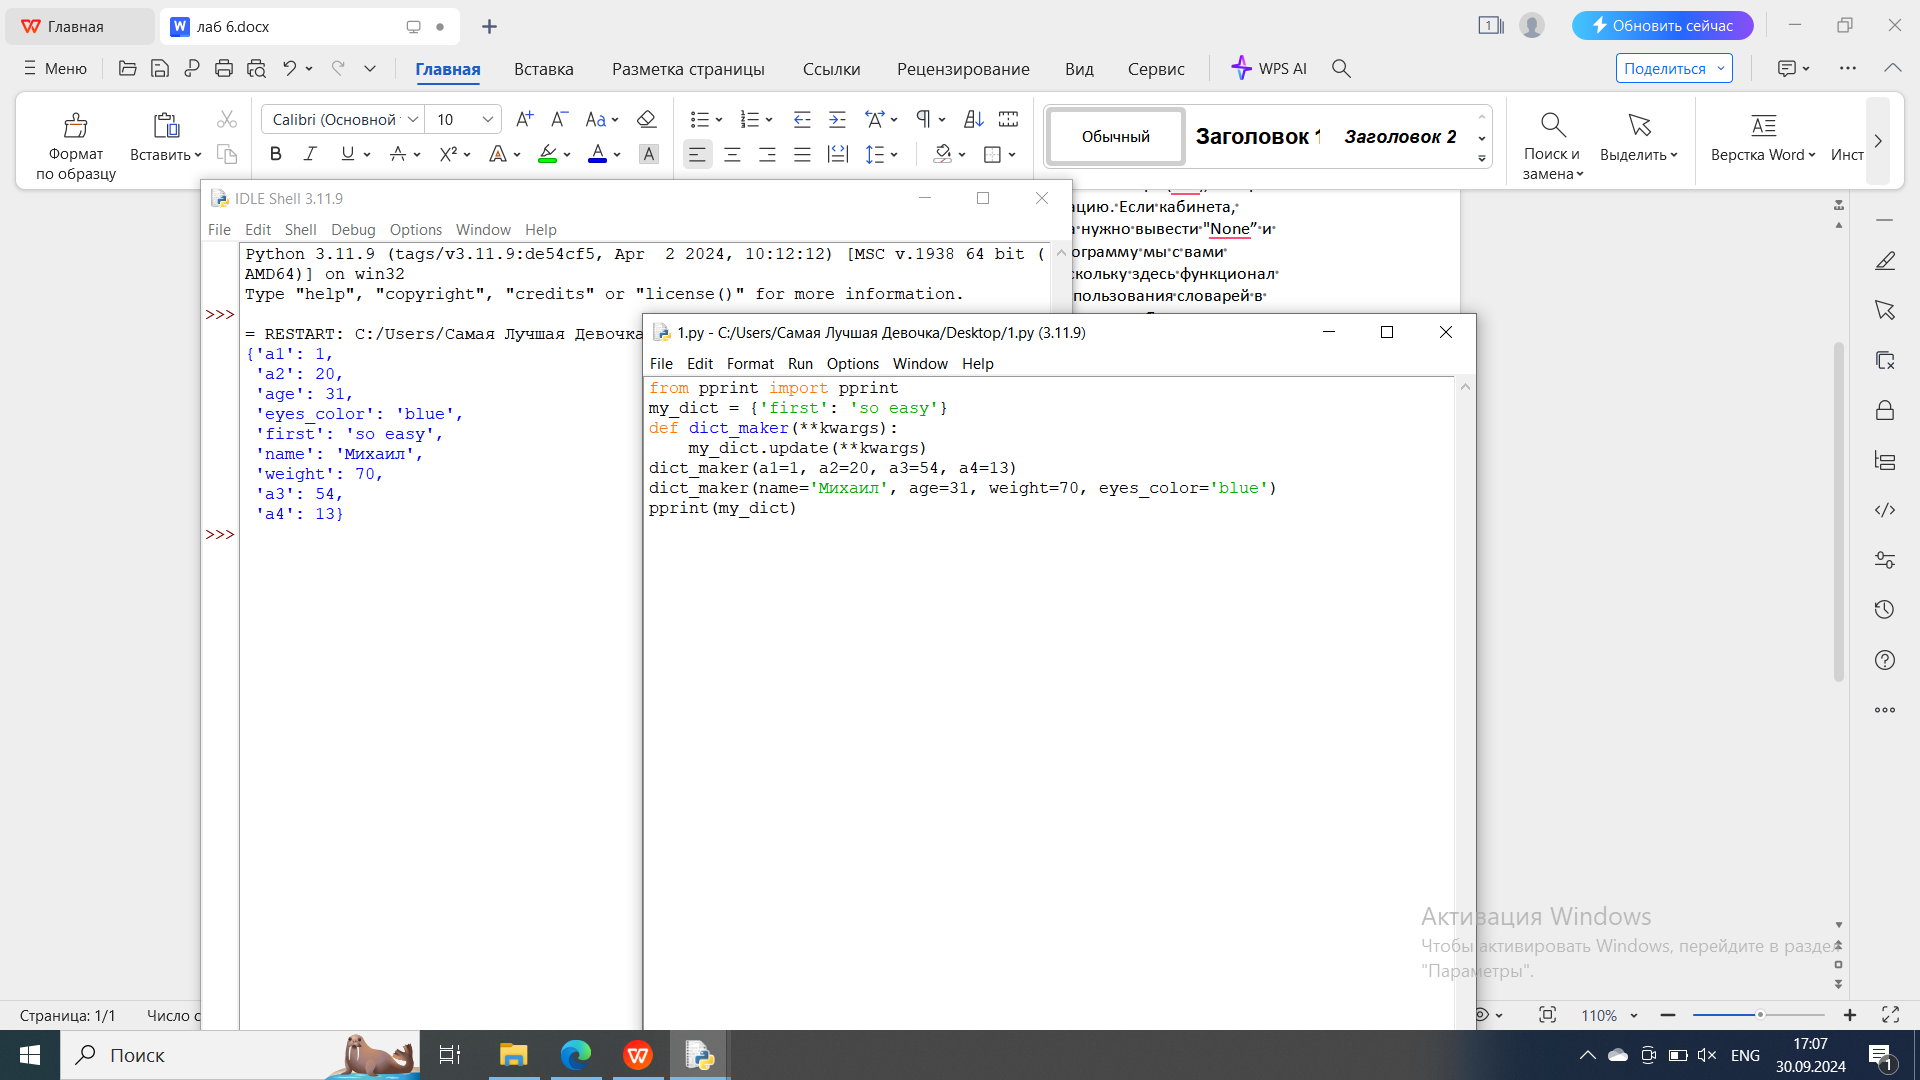 Главная
лаб 6.docx
1
Обновить сейчас
Меню
Главная
Вставка
Разметка страницы
Ссылки
Рецензирование
Вид
Сервис
WPS AI
Поделиться
Формат
по образцу
Вставить
Calibri (Основной
10
Обычный
Заголовок 1
Заголовок 2
Поиск и
замена
Выделить
Верстка Word
Инст
ацию. Если кабинета,
а нужно вывести "None” и
ограмму мы с вами
скольку здесь функционал
пользования словарей в
IDLE Shell 3.11.9
File Edit Shell Debug Options Window Help
Python 3.11.9 (tags/v3.11.9:de54cf5, Apr  2 2024, 10:12:12) [MSC v.1938 64 bit (
AMD64)] on win32
Type "help", "copyright", "credits" or "license()" for more information.
>>>
= RESTART: C:/Users/Самая Лучшая Девочка
{'a1': 1,
 'a2': 20,
 'age': 31,
 'eyes_color': 'blue',
 'first': 'so easy',
 'name': 'Михаил',
 'weight': 70,
 'а3': 54,
 'а4': 13}
>>>
1.py - C:/Users/Самая Лучшая Девочка/Desktop/1.py (3.11.9)
File Edit Format Run Options Window Help
from pprint import pprint
my_dict = {'first': 'so easy'}
def dict_maker(**kwargs):
    my_dict.update(**kwargs)
dict_maker(a1=1, a2=20, а3=54, а4=13)
dict_maker(name='Михаил', age=31, weight=70, eyes_color='blue')
pprint(my_dict)
Активация Windows
Чтобы активировать Windows, перейдите в раздел
"Параметры".
Страница: 1/1
Число с
110%
Поиск
ENG
17:07
30.09.2024
1